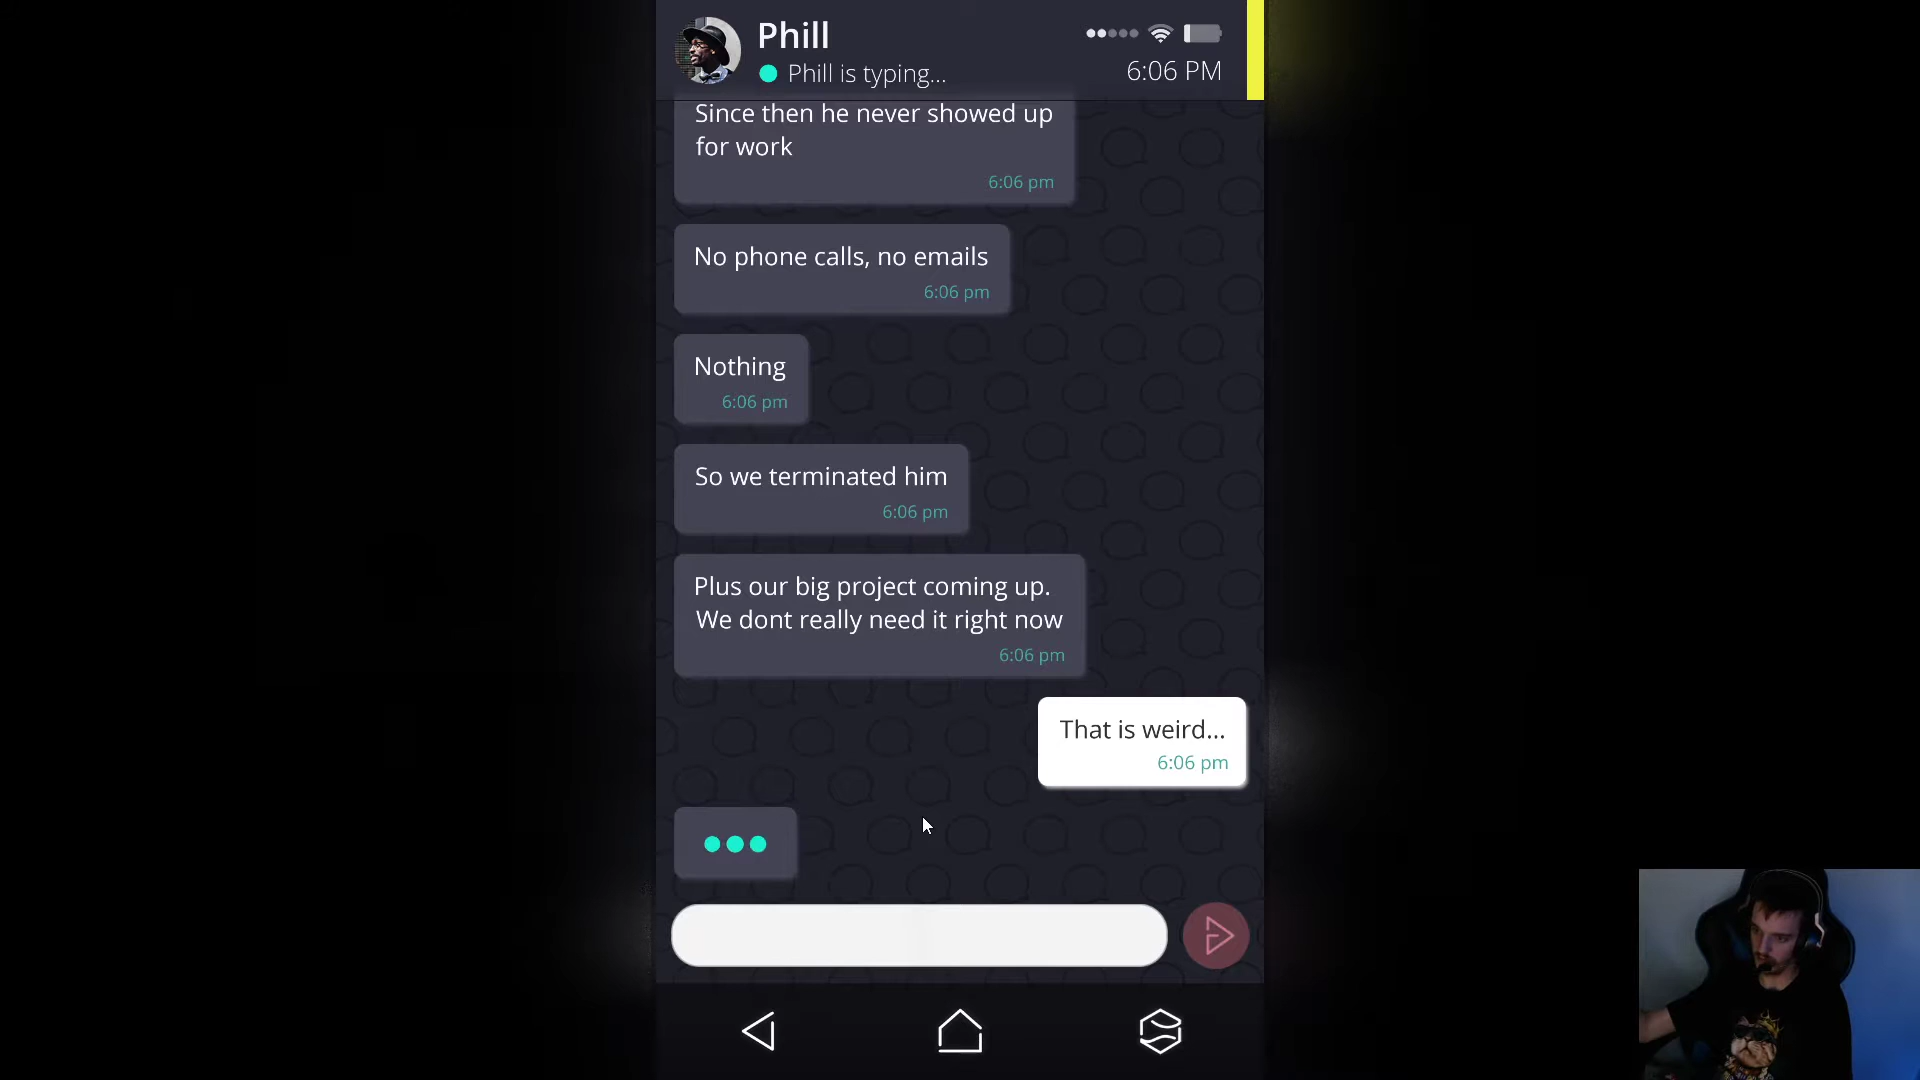 Phill
Phill is typing...
6:06 PM
Since then he never showed up
for work
6:06 pm
No phone calls, no emails
6:06 pm
Nothing
6:06 pm
So we terminated him
6:06 pm
Plus our big project coming up.
We dont really need it right now
6:06 pm
That is weird...
6:06 pm